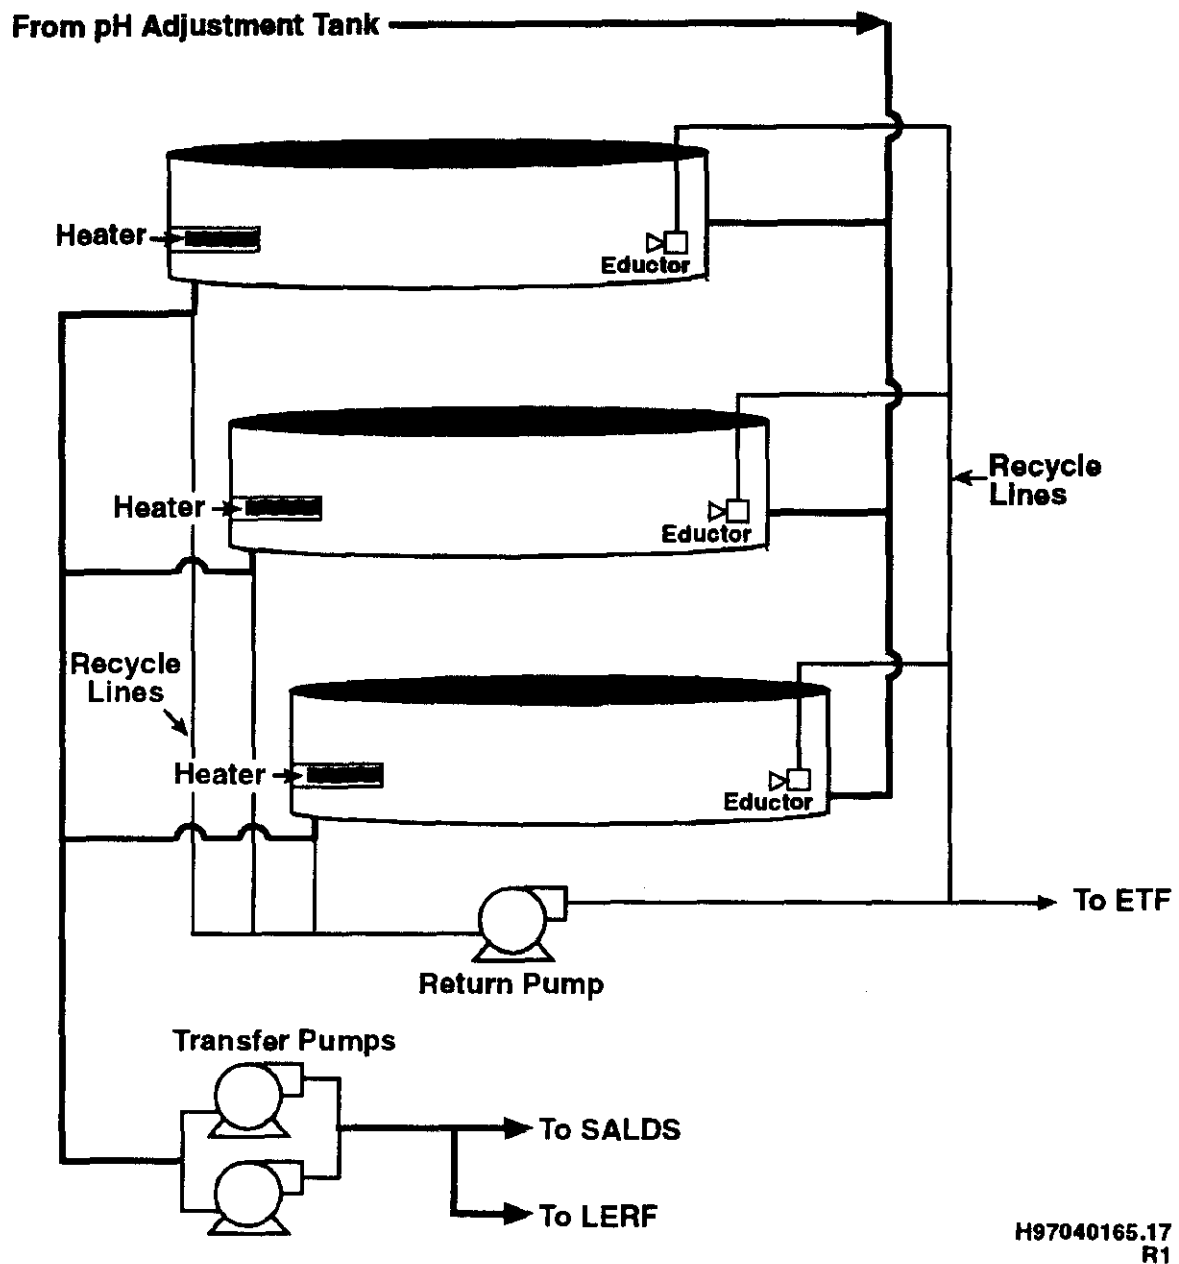 From pH Adjustment Tank
Heater
Eductor
Heater
Eductor
Recycle
Lines
Recycle
Lines
Heater
Eductor
To ETF
Return Pump
Transfer Pumps
To SALDS
To LERF
H97040165.17
R1